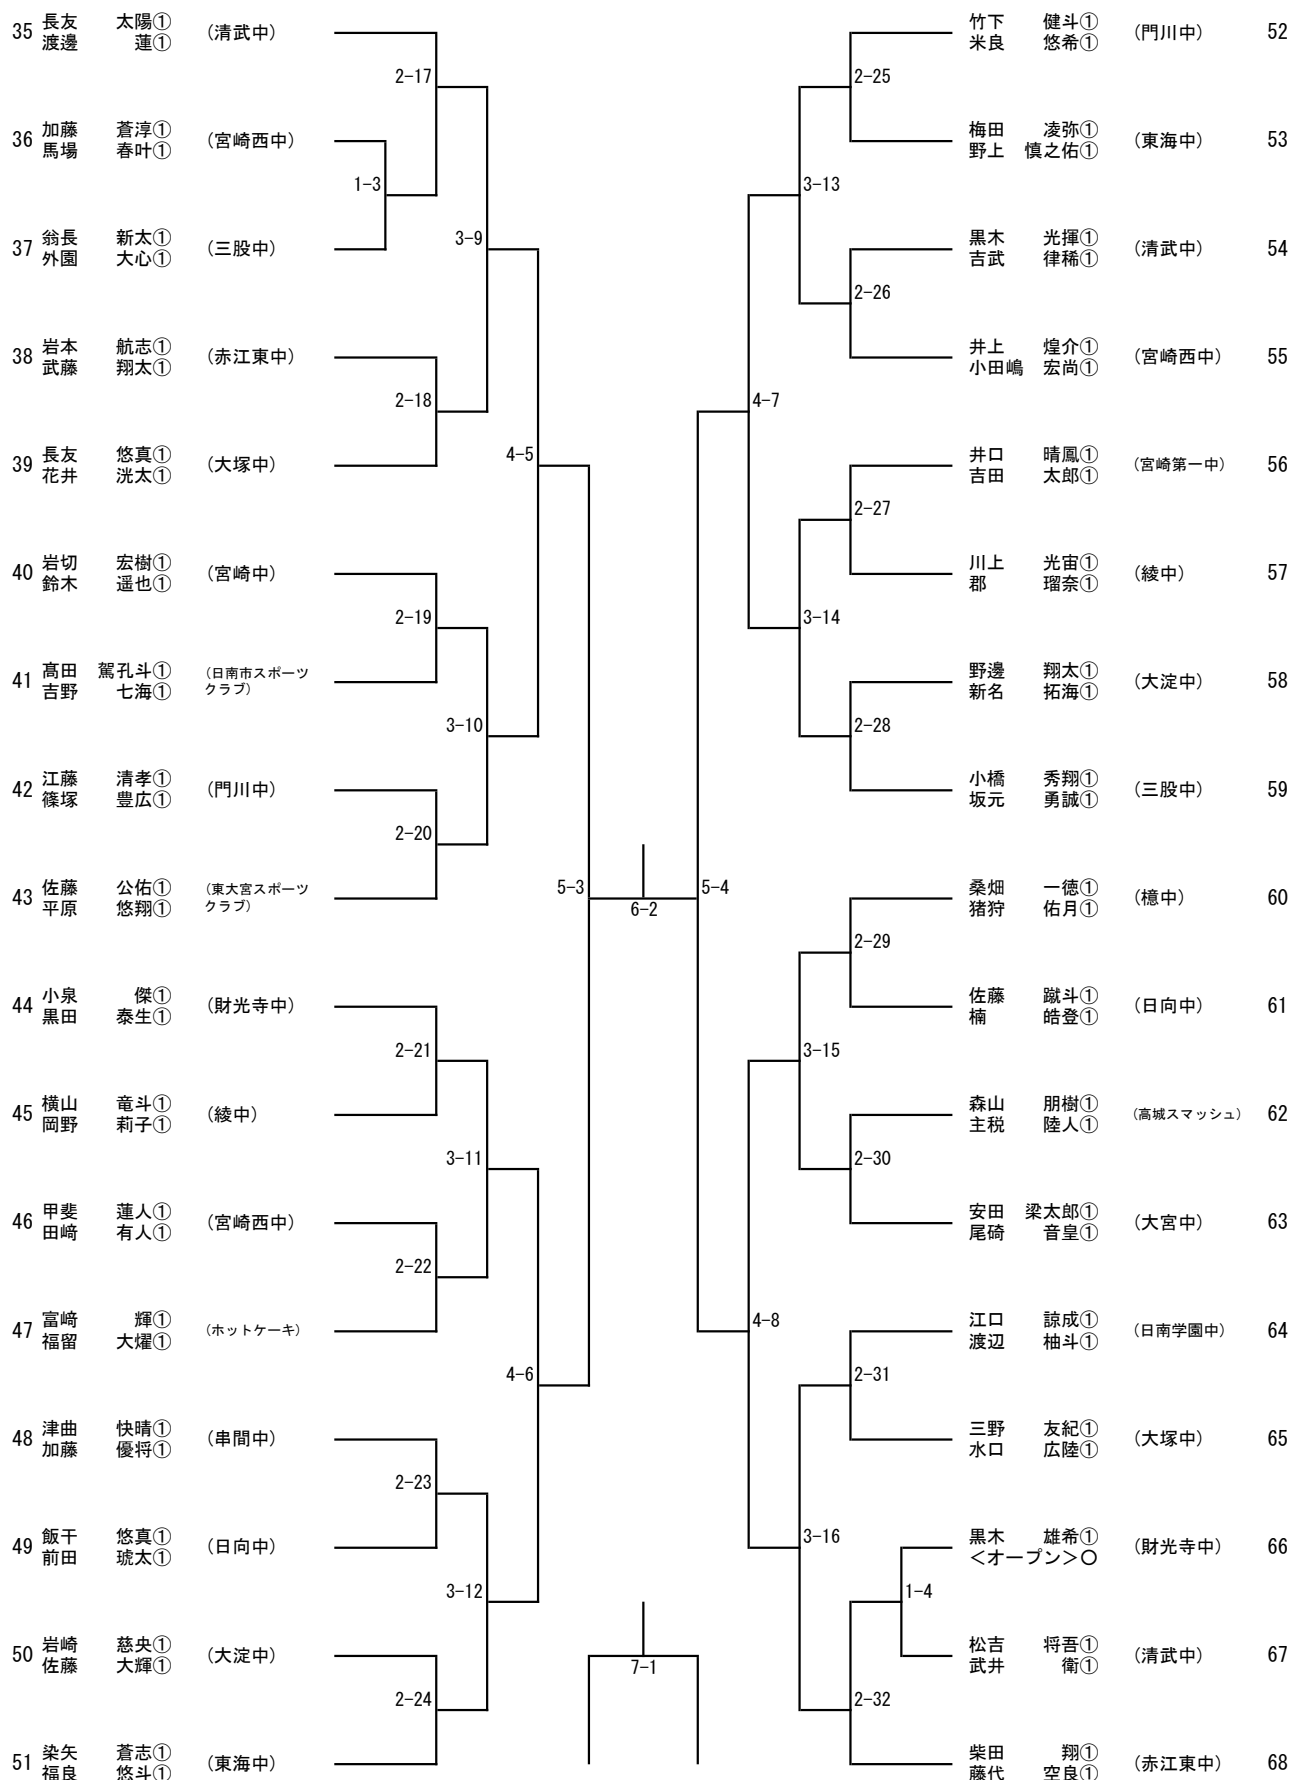 35 長友 太陽① (清武中)
渡邊 蓮①
2-17
36 加藤 蒼淳① (宮崎西中)
馬場 春叶①
1-3
37 翁長 新太① (三股中)
外園 大心①
3-9
38 岩本 航志① (赤江東中)
武藤 翔太①
2-18
39 長友 悠真① (大塚中)
花井 洸太①
4-5
40 岩切 宏樹① (宮崎中)
鈴木 遥也①
2-19
41 髙田 駕孔斗① (日南市スポーツ
吉野 七海① クラブ)
3-10
42 江藤 清孝① (門川中)
篠塚 豊広①
2-20
43 佐藤 公佑① (東大宮スポーツ
平原 悠翔① クラブ)
5-3
44 小泉 傑① (財光寺中)
黒田 泰生①
2-21
45 横山 竜斗① (綾中)
岡野 莉子①
3-11
46 甲斐 蓮人① (宮崎西中)
田﨑 有人①
2-22
47 富﨑 輝① (ホットケーキ)
福留 大燿①
4-6
48 津曲 快晴① (串間中)
加藤 優将①
2-23
49 飯干 悠真① (日向中)
前田 琥太①
3-12
50 岩崎 慈央① (大淀中)
佐藤 大輝①
2-24
51 染矢 蒼志① (東海中)
福良 悠斗①
6-2
7-1
竹下 健斗① (門川中) 52
米良 悠希①
2-25
梅田 凌弥① (東海中) 53
野上 慎之佑①
3-13
黒木 光揮① (清武中) 54
吉武 律稀①
2-26
井上 煌介① (宮崎西中) 55
小田嶋 宏尚①
4-7
井口 晴鳳① (宮崎第一中) 56
吉田 太郎①
2-27
川上 光宙① (綾中) 57
郡 瑠奈①
3-14
野邊 翔太① (大淀中) 58
新名 拓海①
2-28
小橋 秀翔① (三股中) 59
坂元 勇誠①
5-4
桑畑 一徳① (檍中) 60
猪狩 佑月①
2-29
佐藤 蹴斗① (日向中) 61
楠 皓登①
3-15
森山 朋樹① (高城スマッシュ) 62
主税 陸人①
2-30
安田 梁太郎① (大宮中) 63
尾碕 音皇①
4-8
江口 諒成① (日南学園中) 64
渡辺 柚斗①
2-31
三野 友紀① (大塚中) 65
水口 広陸①
3-16
黒木 雄希① (財光寺中) 66
<オープン>〇
1-4
松吉 将吾① (清武中) 67
武井 衛①
2-32
柴田 翔① (赤江東中) 68
藤代 空良①